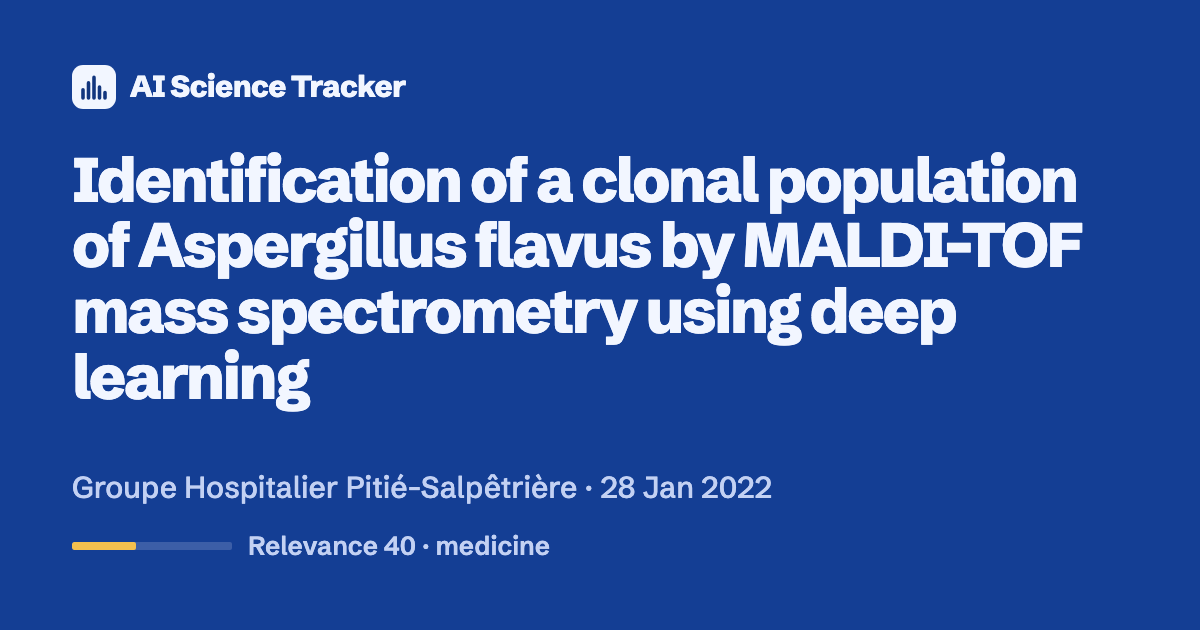 AI Science Tracker
Identification of a clonal population
of Aspergillus flavus by MALDI-TOF
mass spectrometry using deep
learning
Groupe Hospitalier Pitié-Salpêtrière · 28 Jan 2022
Relevance 40 · medicine